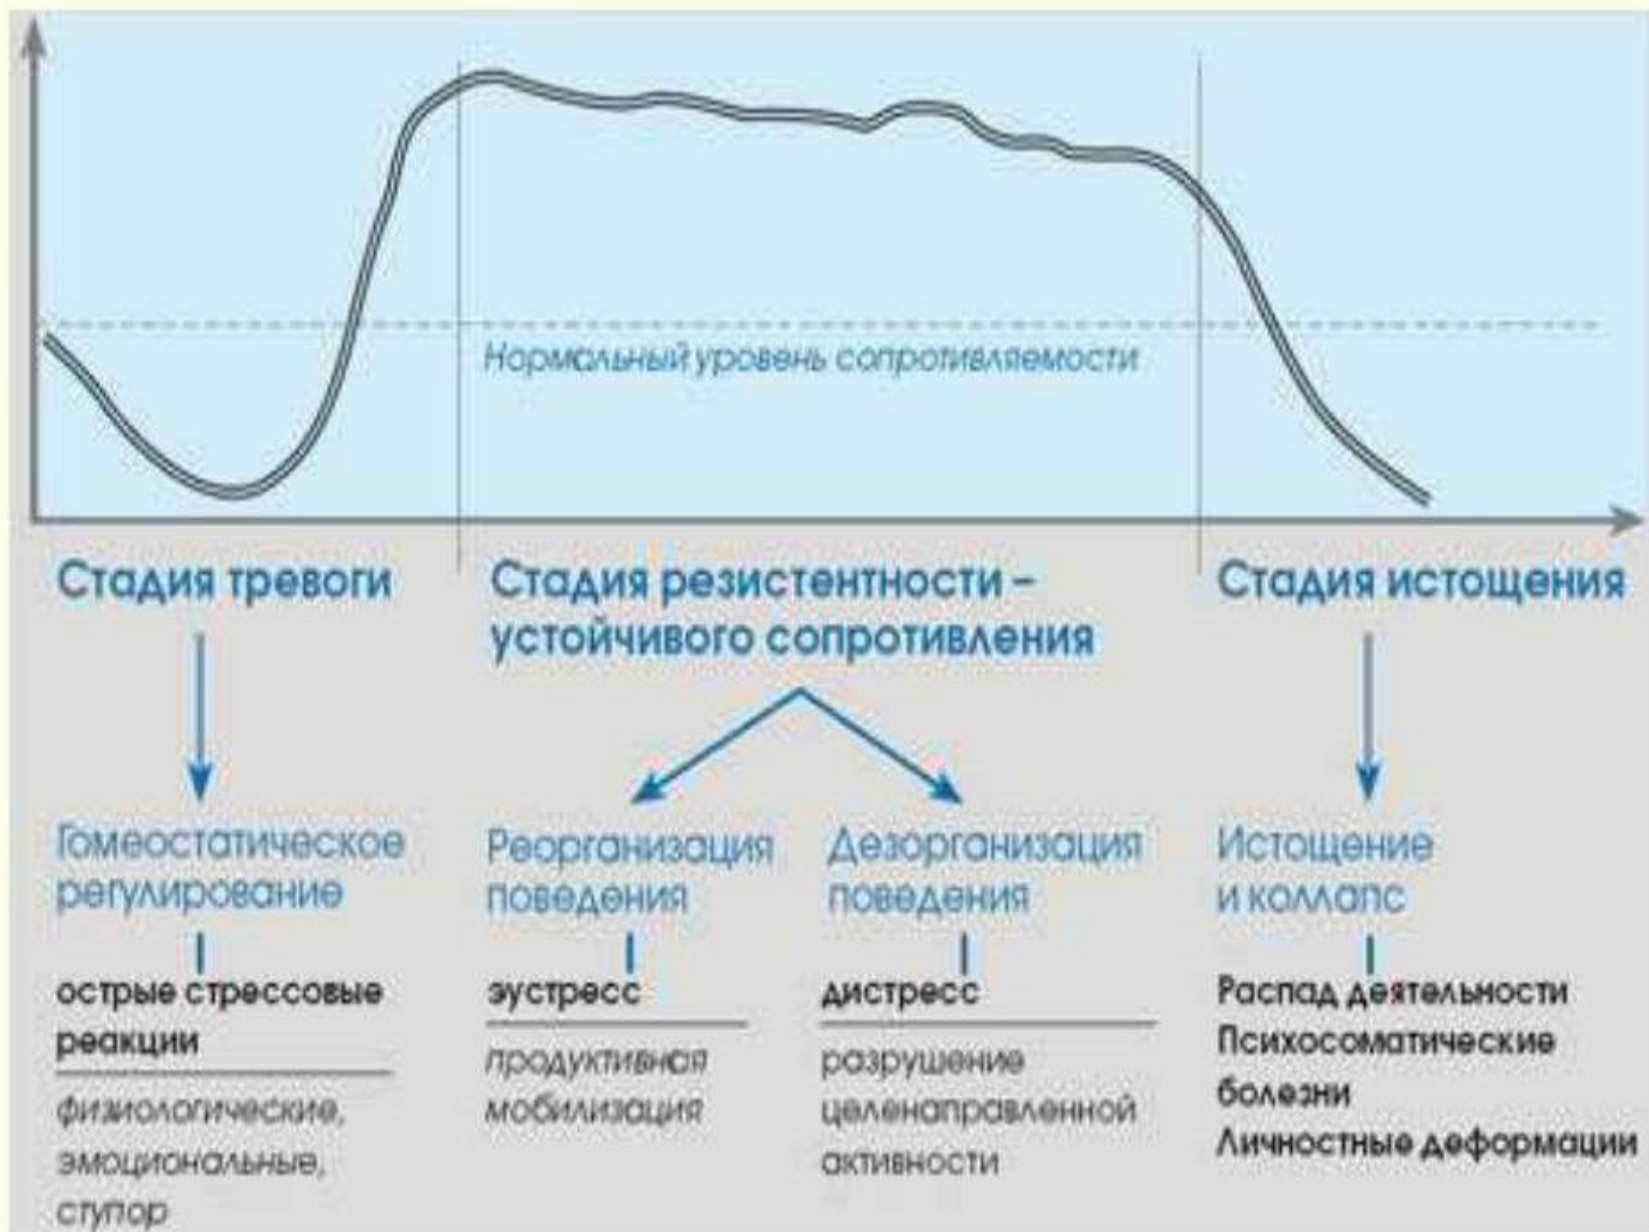 Нормальный уровень сопротивляемости
Стадия тревоги
Стадия резистентности –
устойчивого сопротивления
Стадия истощения
Гомеостатическое
регулирование
Реорганизация
поведения
Дезорганизация
поведения
Истощение
и коллапс
острые стрессовые
реакции
физиологические,
эмоциональные,
ступор
эустресс
продуктивная
мобилизация
дистресс
разрушение
целенаправленной
активности
Распад деятельности
Психосоматические
болезни
Личностные деформации